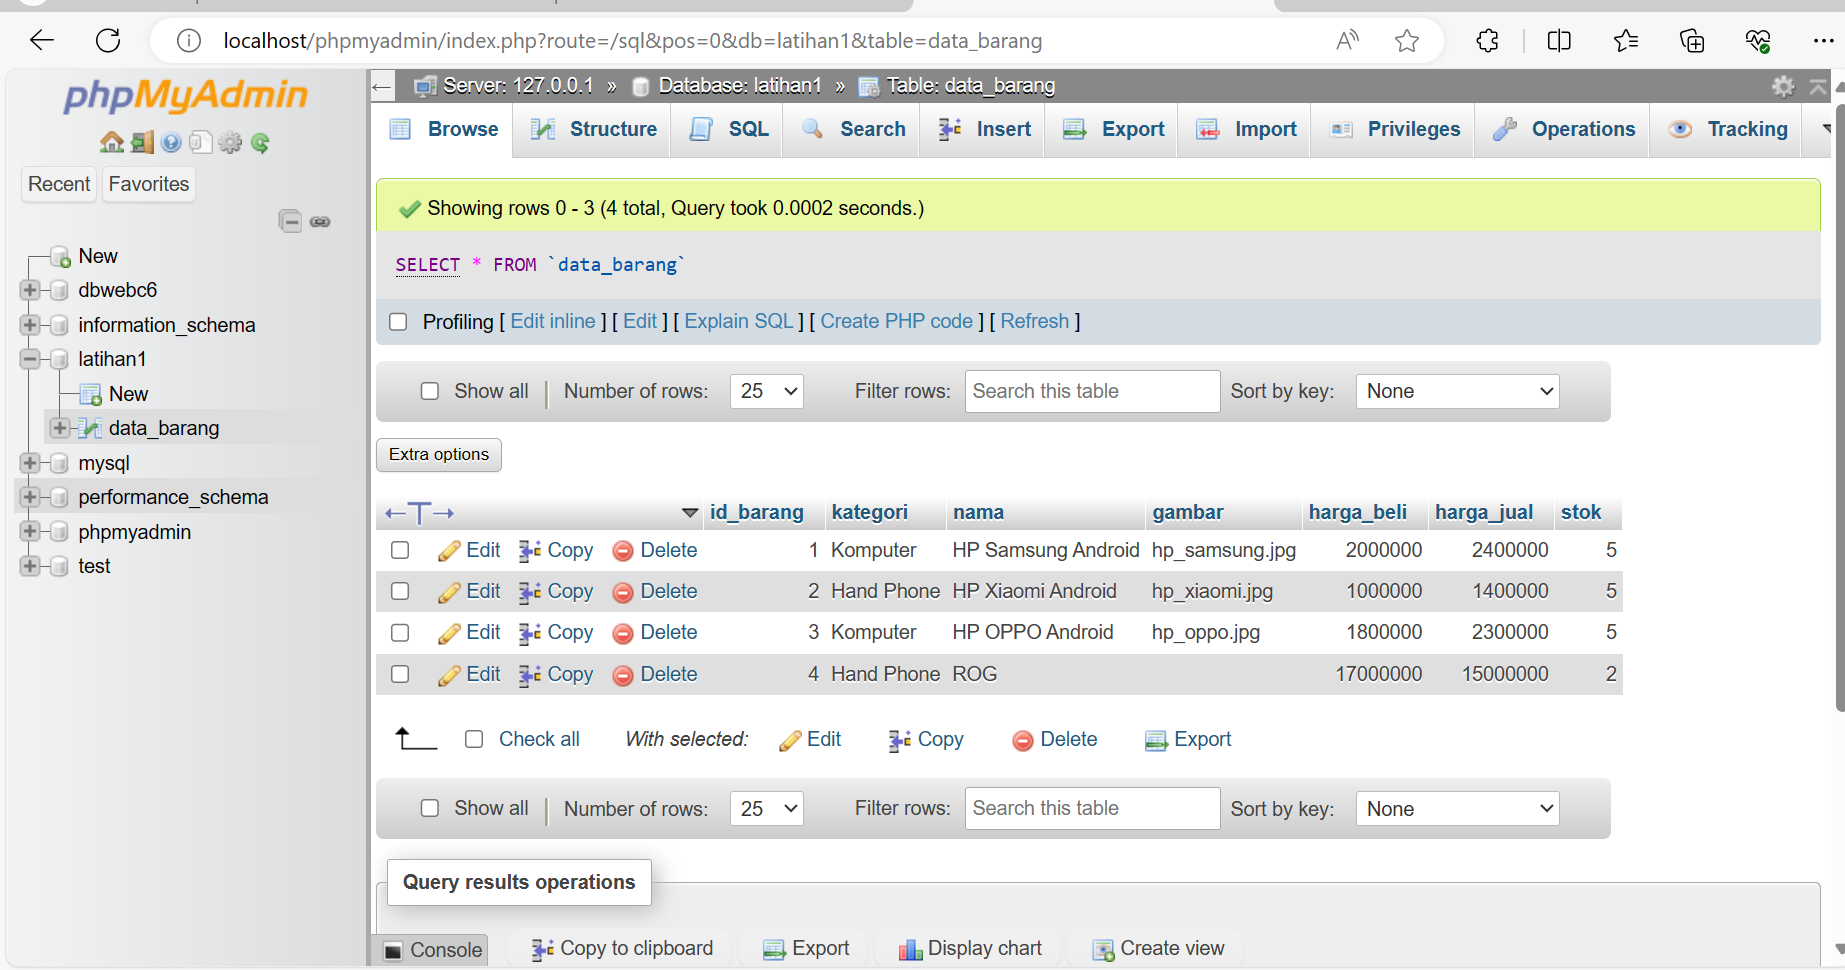 localhost/phpmyadmin/index.php?route=/sql&pos=0&db=latihan1&table=data_barang
phpMyAdmin
Recent Favorites
New
dbwebc6
information_schema
latihan1
New
data_barang
mysql
performance_schema
phpmyadmin
test
Server: 127.0.0.1 » Database: latihan1 » Table: data_barang
Browse Structure SQL Search Insert Export Import Privileges Operations Tracking
Showing rows 0 - 3 (4 total, Query took 0.0002 seconds.)
SELECT * FROM `data_barang`
Profiling [ Edit inline ] [ Edit ] [ Explain SQL ] [ Create PHP code ] [ Refresh ]
Show all Number of rows: 25 Filter rows: Search this table Sort by key: None
Extra options
id_barang kategori nama gambar harga_beli harga_jual stok
Edit Copy Delete 1 Komputer HP Samsung Android hp_samsung.jpg 2000000 2400000 5
Edit Copy Delete 2 Hand Phone HP Xiaomi Android hp_xiaomi.jpg 1000000 1400000 5
Edit Copy Delete 3 Komputer HP OPPO Android hp_oppo.jpg 1800000 2300000 5
Edit Copy Delete 4 Hand Phone ROG 17000000 15000000 2
Check all With selected: Edit Copy Delete Export
Show all Number of rows: 25 Filter rows: Search this table Sort by key: None
Query results operations
Console Copy to clipboard Export Display chart Create view